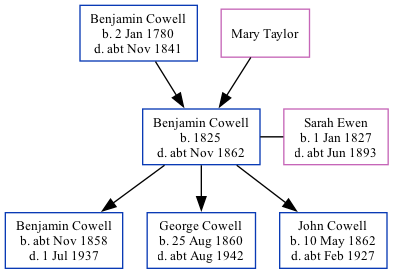 Benjamin Cowell
b. 2 Jan 1780
d. abt Nov 1841
Mary Taylor
Benjamin Cowell
b. 1825
d. abt Nov 1862
Sarah Ewen
b. 1 Jan 1827
d. abt Jun 1893
Benjamin Cowell
b. abt Nov 1858
d. 1 Jul 1937
George Cowell
b. 25 Aug 1860
d. abt Aug 1942
John Cowell
b. 10 May 1862
d. abt Feb 1927